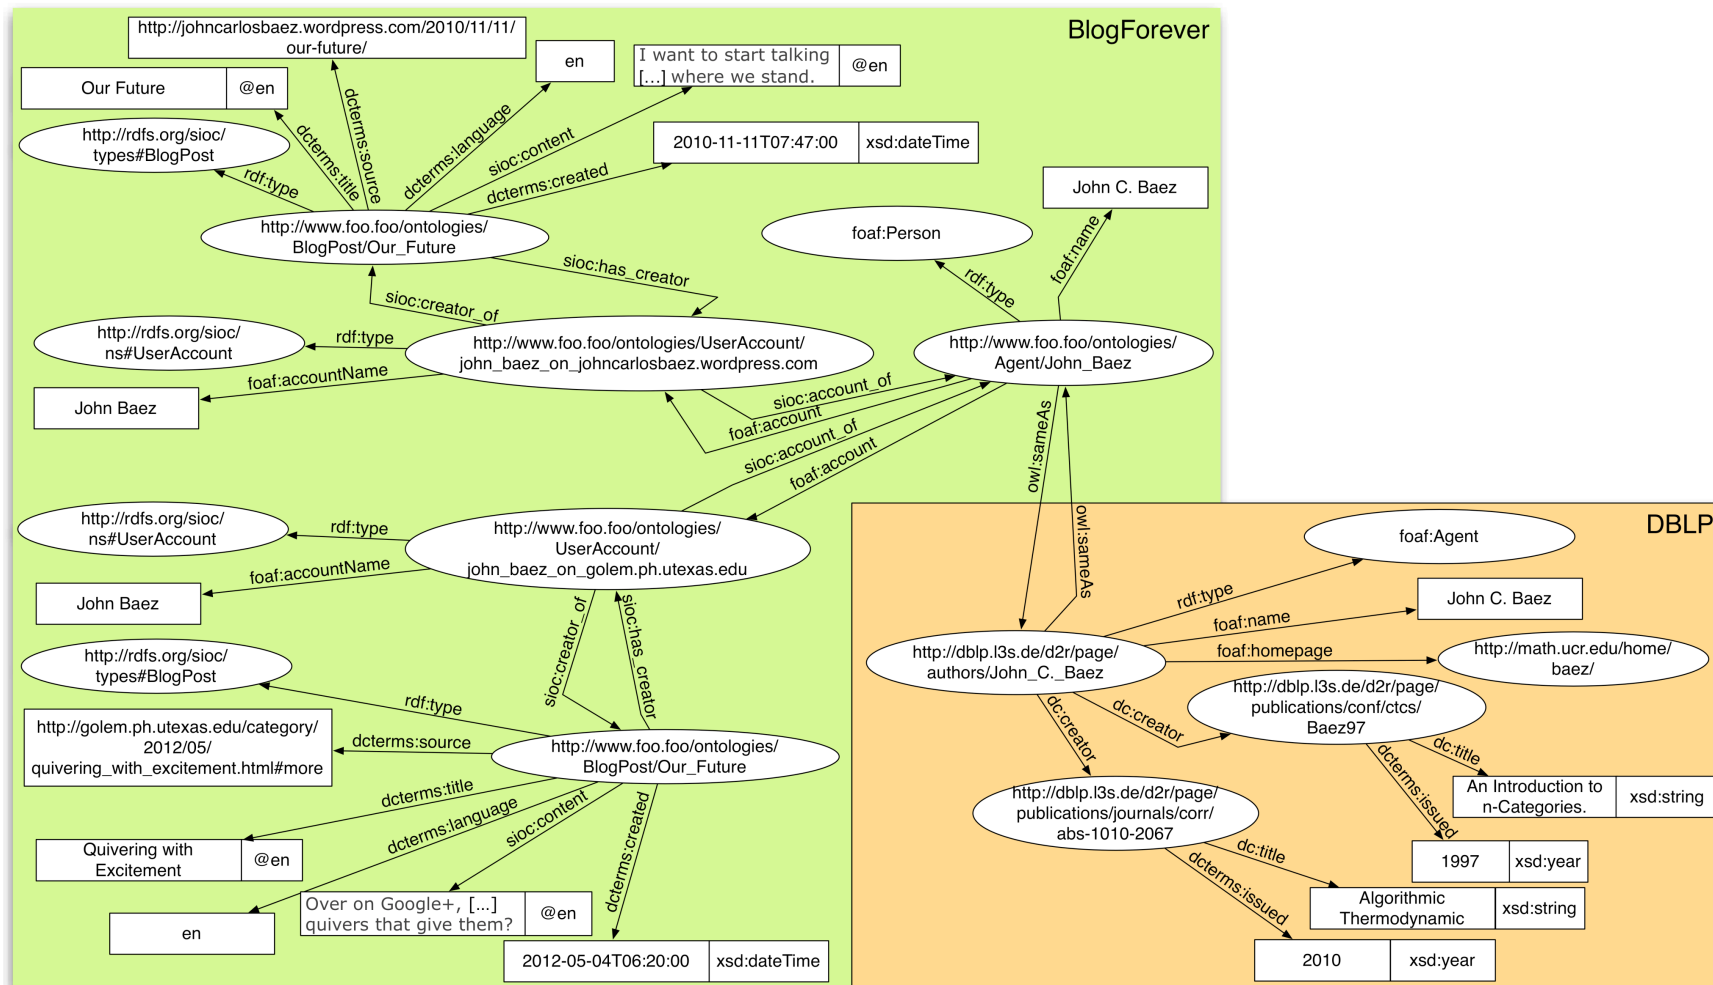 BlogForever
http://johncarlosbaez.wordpress.com/2010/11/11/
our-future/
en
I want to start talking
[...] where we stand.
@en
Our Future
@en
http://rdfs.org/sioc/
types#BlogPost
2010-11-11T07:47:00
xsd:dateTime
rdf:type
dcterms:title
dcterms:source
dcterms:language
sioc:content
dcterms:created
John C. Baez
http://www.foo.foo/ontologies/
BlogPost/Our_Future
foaf:Person
foaf:name
rdf:type
sioc:has_creator
sioc:creator_of
http://rdfs.org/sioc/
ns#UserAccount
rdf:type
http://www.foo.foo/ontologies/UserAccount/
john_baez_on_johncarlosbaez.wordpress.com
http://www.foo.foo/ontologies/
Agent/John_Baez
foaf:accountName
John Baez
sioc:account_of
foaf:account
sioc:account_of
foaf:account
owl:sameAs
owl:sameAs
http://rdfs.org/sioc/
ns#UserAccount
rdf:type
http://www.foo.foo/ontologies/
UserAccount/
john_baez_on_golem.ph.utexas.edu
foaf:accountName
John Baez
sioc:creator_of
sioc:has_creator
http://rdfs.org/sioc/
types#BlogPost
rdf:type
http://golem.ph.utexas.edu/category/
2012/05/
quivering_with_excitement.html#more
dcterms:source
http://www.foo.foo/ontologies/
BlogPost/Our_Future
dcterms:title
dcterms:language
sioc:content
dcterms:created
Quivering with
Excitement
@en
en
Over on Google+, [...]
quivers that give them?
@en
2012-05-04T06:20:00
xsd:dateTime
DBLP
foaf:Agent
rdf:type
John C. Baez
foaf:name
foaf:homepage
http://math.ucr.edu/home/
baez/
http://dblp.l3s.de/d2r/page/
authors/John_C._Baez
dc:creator
dc:creator
http://dblp.l3s.de/d2r/page/
publications/conf/ctcs/
Baez97
dc:title
dcterms:issued
An Introduction to
n-Categories.
xsd:string
1997
xsd:year
http://dblp.l3s.de/d2r/page/
publications/journals/corr/
abs-1010-2067
dc:title
dcterms:issued
Algorithmic
Thermodynamic
xsd:string
2010
xsd:year